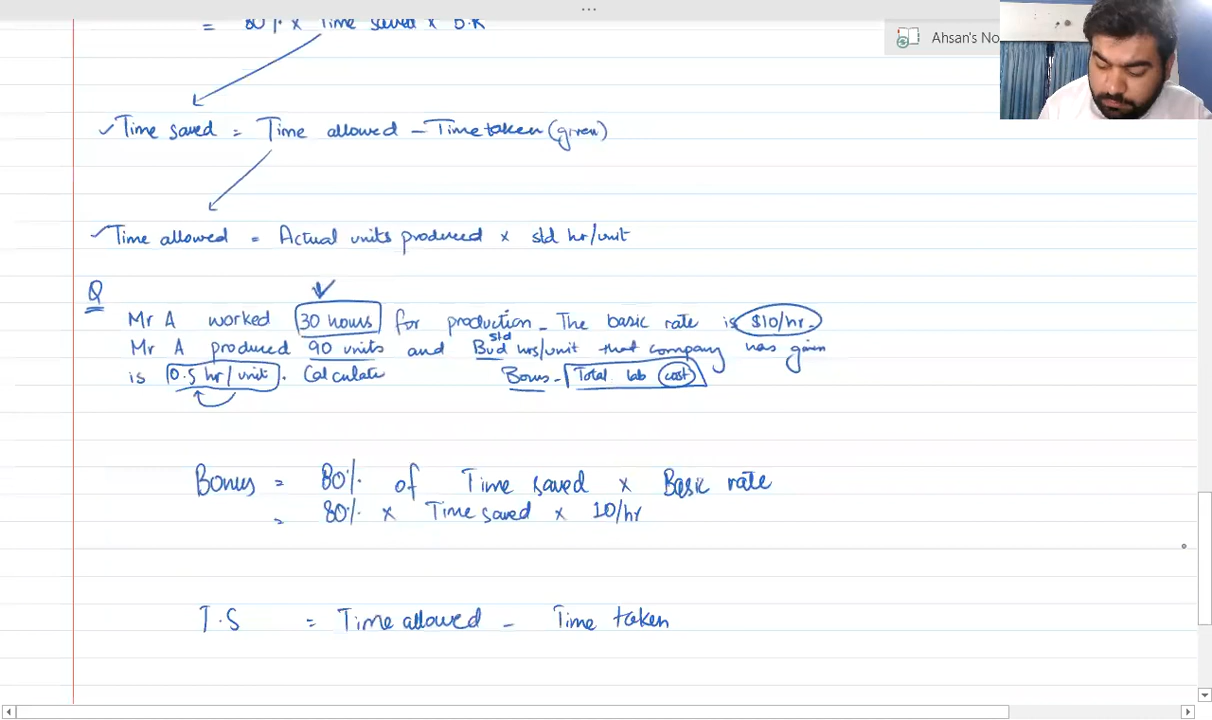 = 80% x Time saved x B.R
Ahsan's No
✓Time saved = Time allowed - Time taken (given)
✓Time allowed = Actual units produced x std hr/unit
Q
Mr A worked 30 hours for production. The basic rate is $10/hr.
std
Mr A produced 90 units and Bud hrs/unit that company has given
is 0.5 hr/unit. Calculate Bonus - Total lab cost
Bonus = 80% of Time saved x Basic rate
= 80% x Time saved x 10/hr
T.S = Time allowed - Time taken